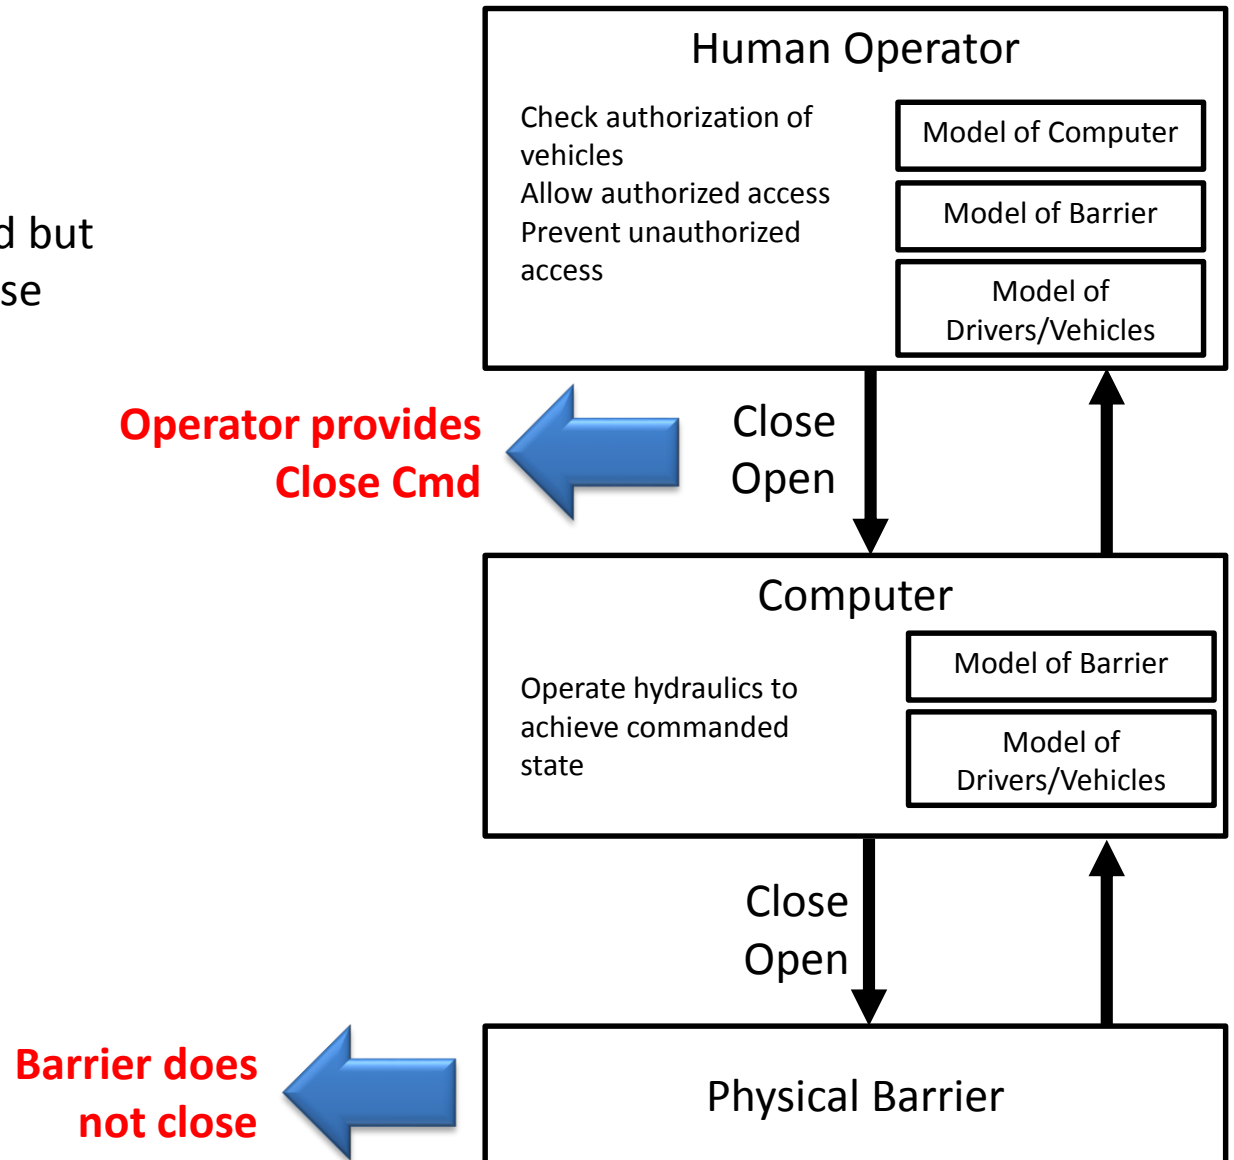 Human Operator
Check authorization of
vehicles
Allow authorized access
Prevent unauthorized
access
Model of Computer
Model of Barrier
Model of
Drivers/Vehicles
but
Operator provides
Close Cmd
Close
Open
Computer
Operate hydraulics to
achieve commanded
state
Model of Barrier
Model of
Drivers/Vehicles
Close
Open
Barrier does
not close
Physical Barrier